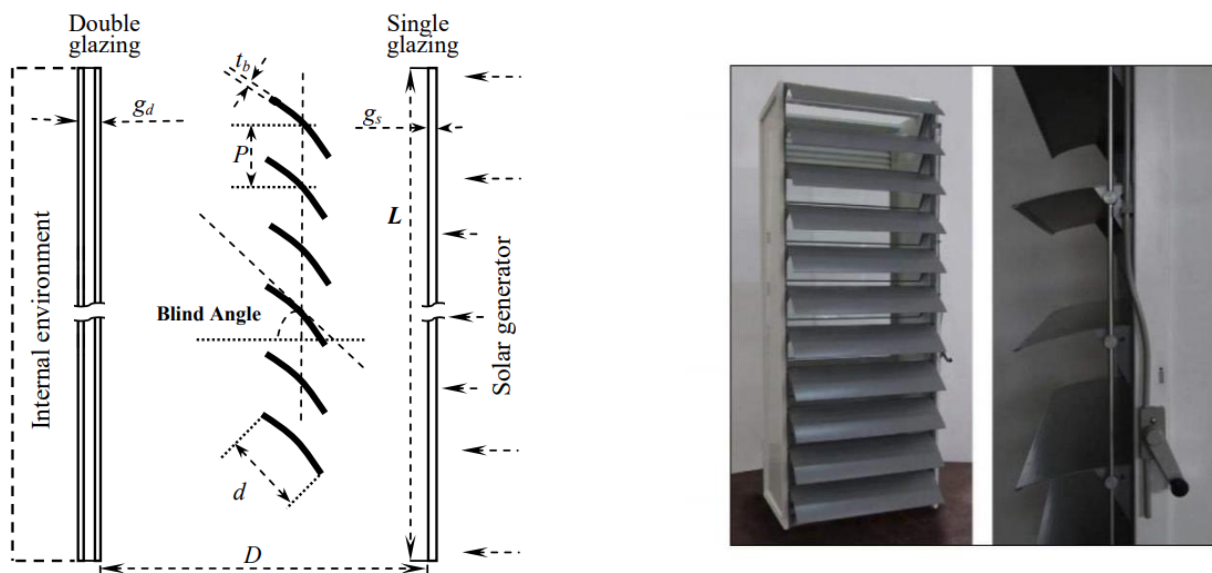 Double
glazing
Single
glazing
t_b
g_d
g_s
P
L
Internal environment
Blind Angle
Solar generator
d
D